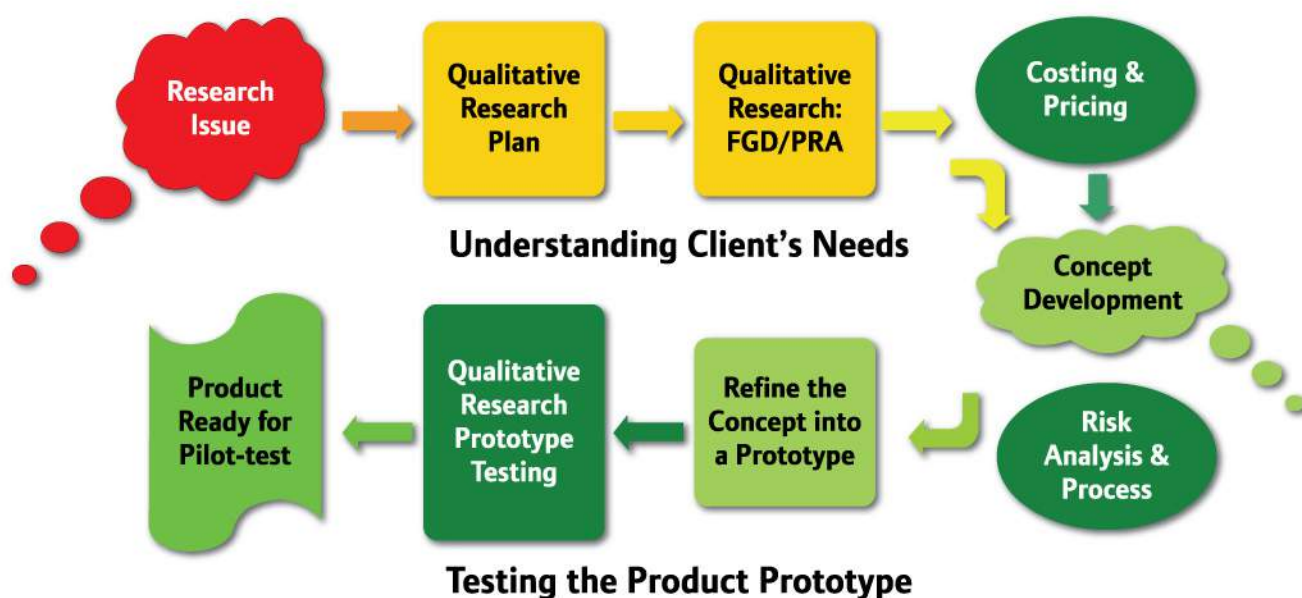 Research
Issue
Qualitative
Research
Plan
Qualitative
Research:
FGD/PRA
Costing &
Pricing
Understanding Client's Needs
Concept
Development
Product
Ready for
Pilot-test
Qualitative
Research
Prototype
Testing
Refine the
Concept into
a Prototype
Risk
Analysis &
Process
Testing the Product Prototype